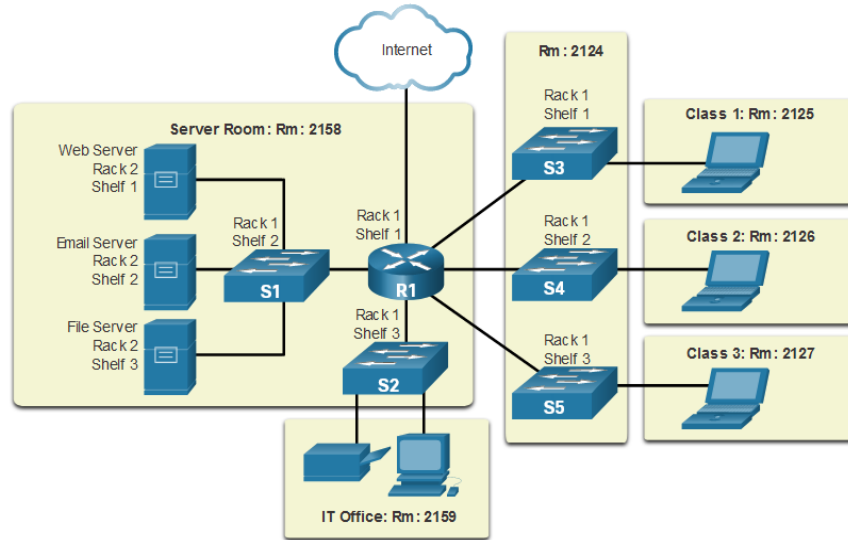 Internet
Rm: 2124
Rack 1
Shelf 1
S3
Class 1: Rm: 2125
Server Room: Rm: 2158
Web Server
Rack 2
Shelf 1
Rack 1
Shelf 2
S1
Rack 1
Shelf 1
R1
Email Server
Rack 2
Shelf 2
Rack 1
Shelf 2
S4
Class 2: Rm: 2126
File Server
Rack 2
Shelf 3
Rack 1
Shelf 3
S2
Rack 1
Shelf 3
S5
Class 3: Rm: 2127
IT Office: Rm: 2159